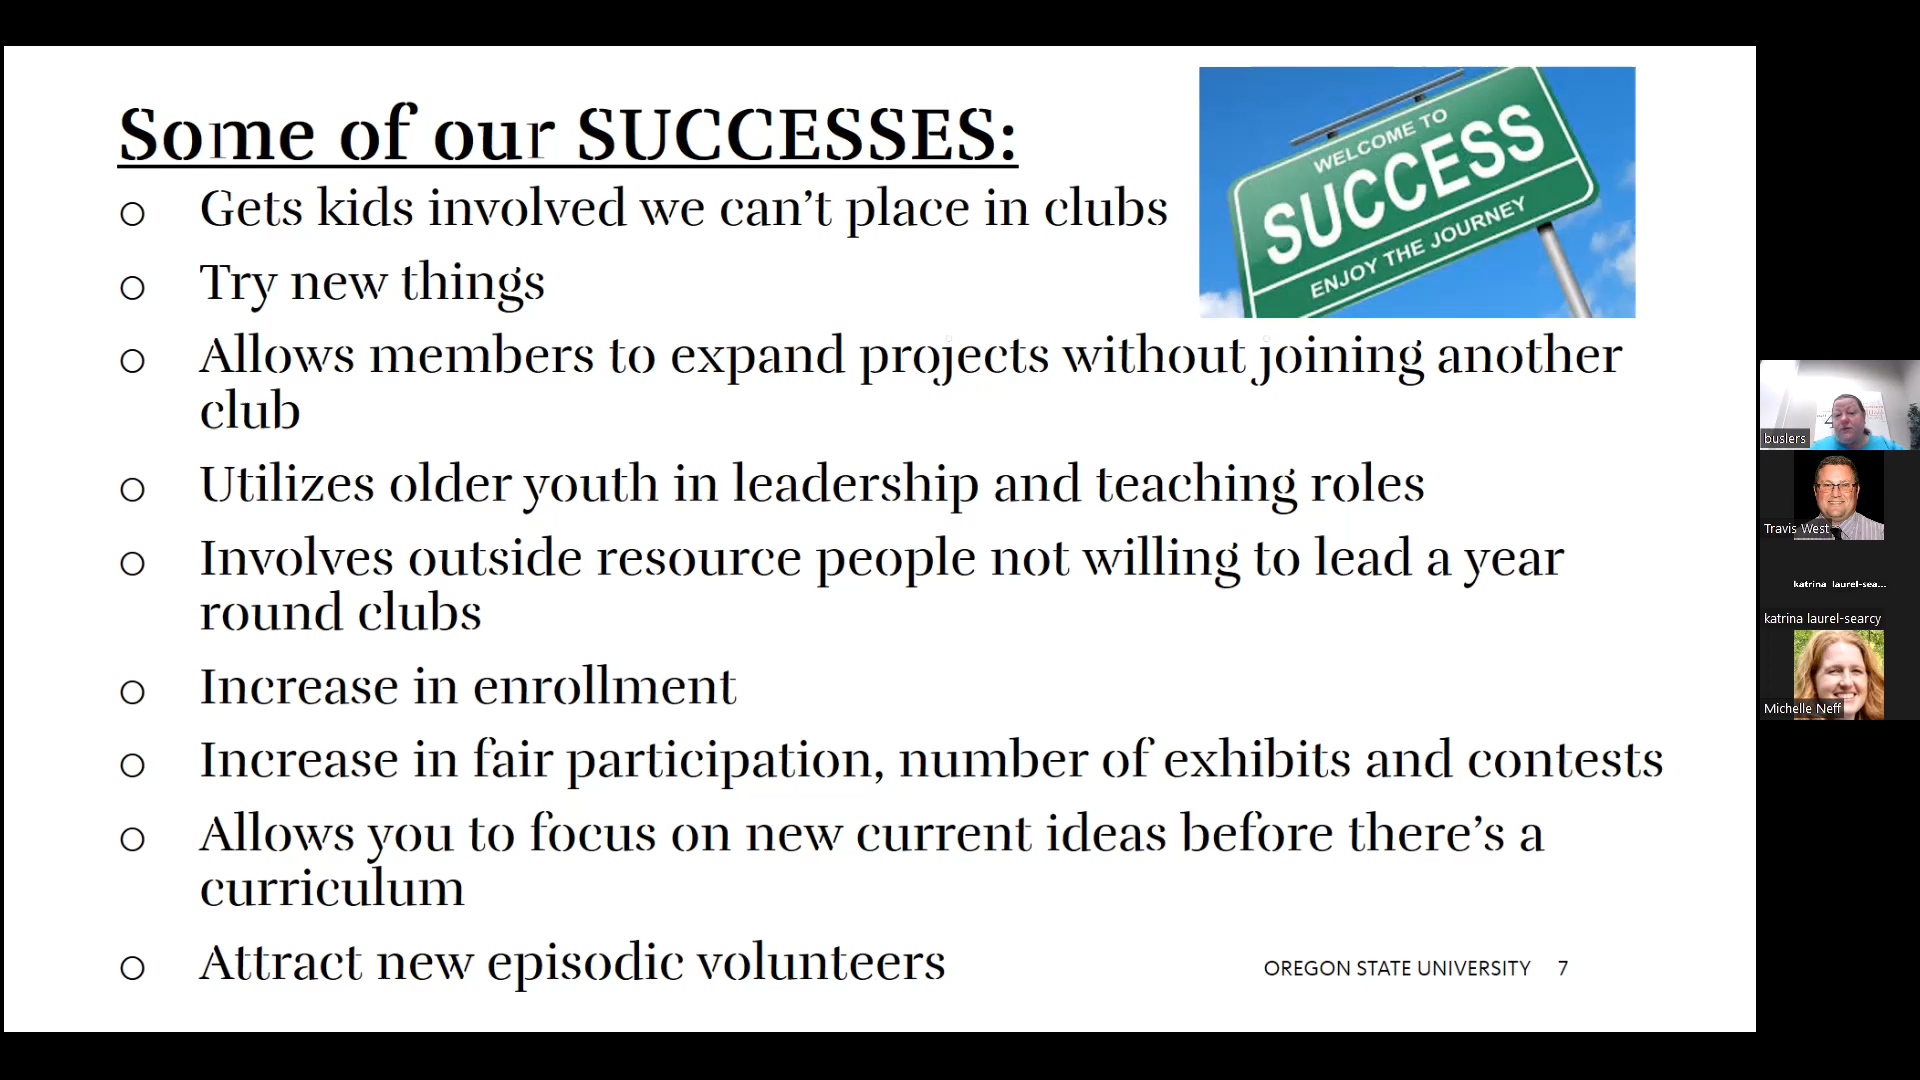 Some of our SUCCESSES:
WELCOME TO
SUCCESS
ENJOY THE JOURNEY
o Gets kids involved we can’t place in clubs
o Try new things
o Allows members to expand projects without joining another
club
o Utilizes older youth in leadership and teaching roles
o Involves outside resource people not willing to lead a year
round clubs
o Increase in enrollment
o Increase in fair participation, number of exhibits and contests
o Allows you to focus on new current ideas before there’s a
curriculum
o Attract new episodic volunteers
OREGON STATE UNIVERSITY 7
buslers
Travis West
katrina laurel-sea...
katrina laurel-searcy
Michelle Neff